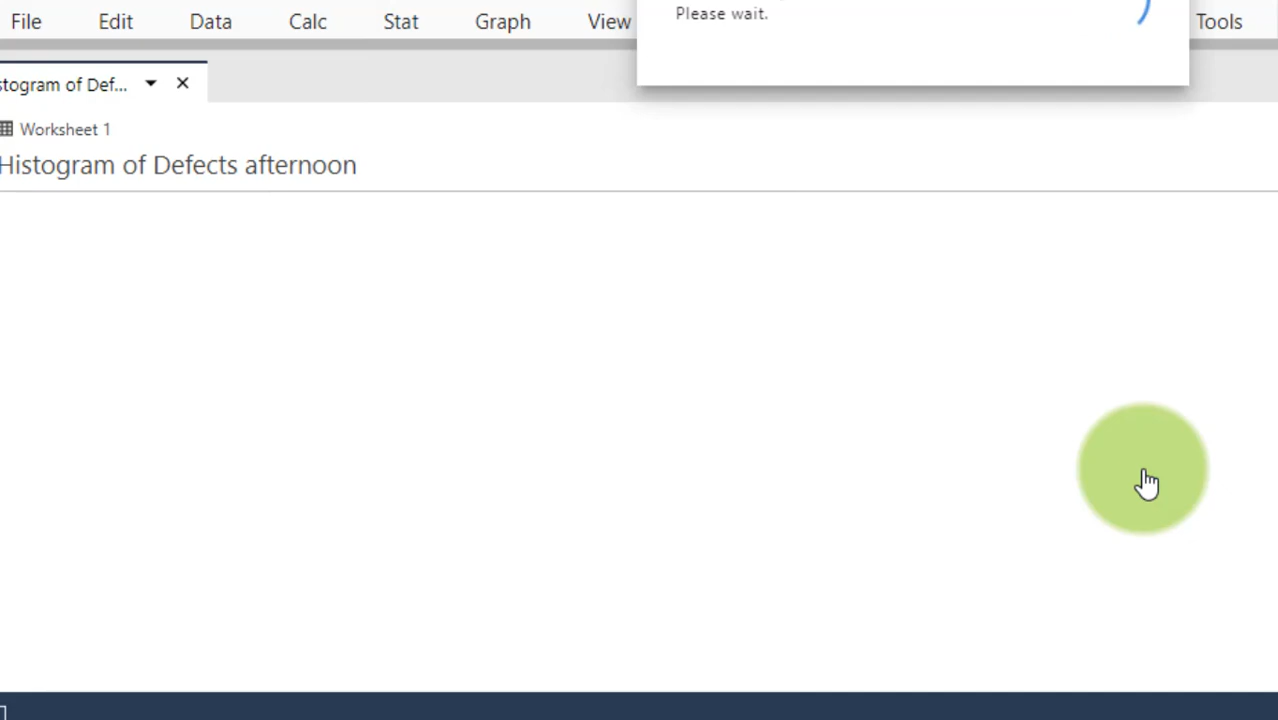 File Edit Data Calc Stat Graph View Tools
Please wait.
stogram of Def...
Worksheet 1
Histogram of Defects afternoon